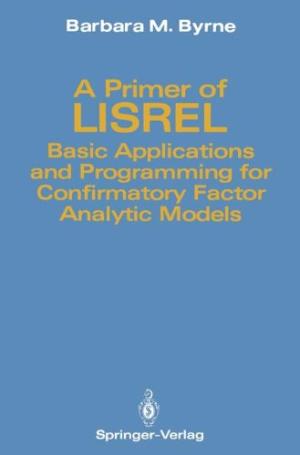 Barbara M. Byrne
A Primer of
LISREL
Basic Applications
and Programming for
Confirmatory Factor
Analytic Models
Springer-Verlag